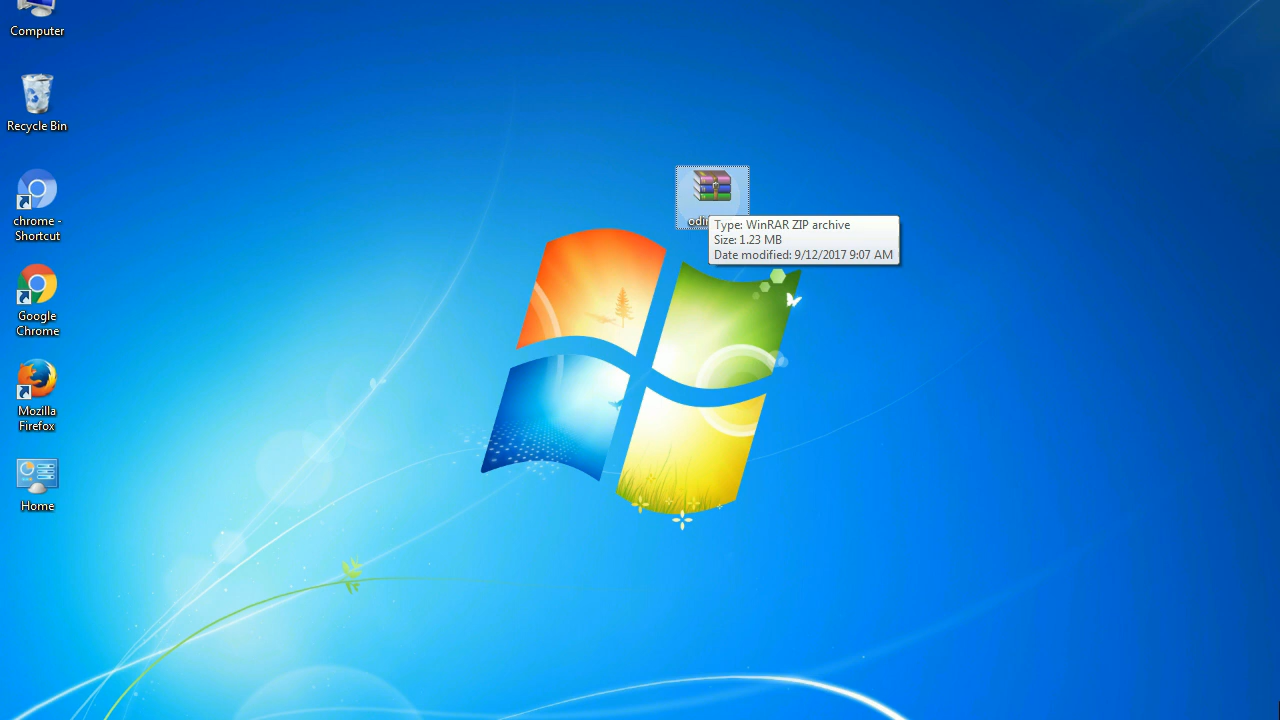 Computer
Recycle Bin
chrome -
Shortcut
Google
Chrome
Mozilla
Firefox
Home
Type: WinRAR ZIP archive
Size: 1.23 MB
Date modified: 9/12/2017 9:07 AM